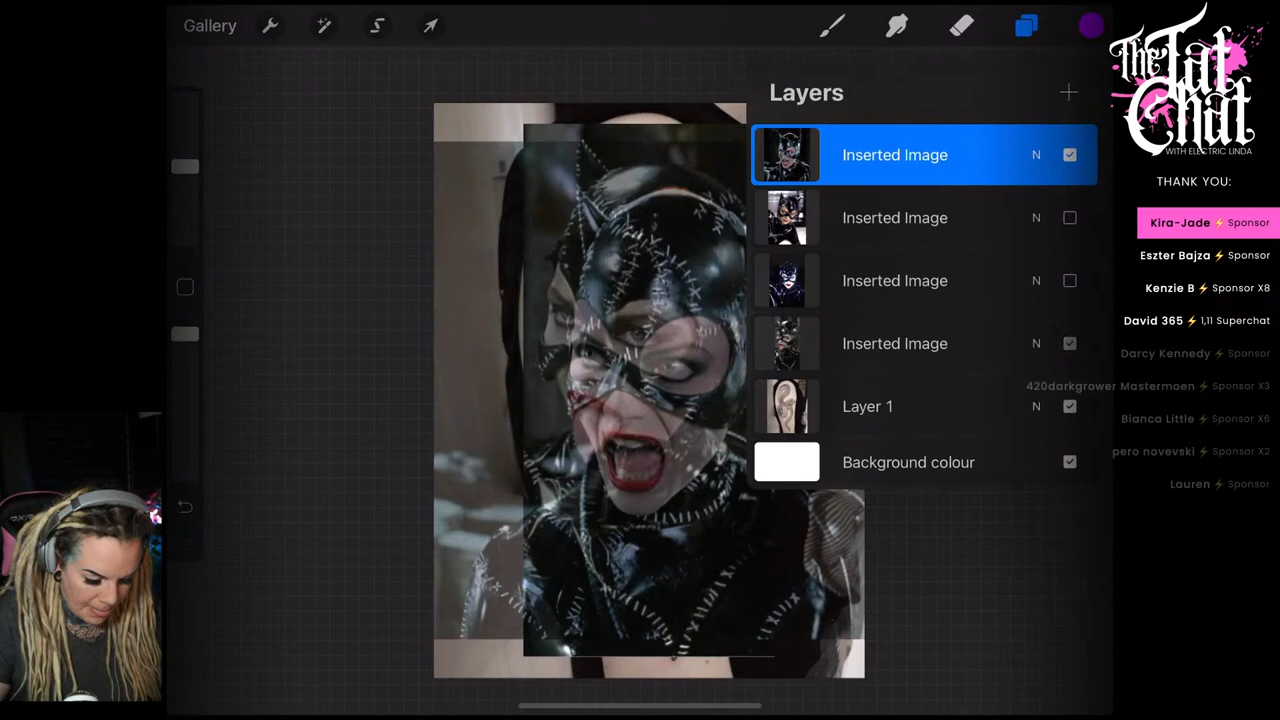 Gallery
Layers
Inserted Image N
Inserted Image N
Inserted Image N
Inserted Image N
Layer 1 N
Background colour
The Tat Chat
WITH ELECTRIC LINDA
THANK YOU:
Kira-Jade ⚡ Sponsor
Eszter Bajza ⚡ Sponsor
Kenzie B ⚡ Sponsor X8
David 365 ⚡ 1,11 Superchat
Darcy Kennedy ⚡ Sponsor
420darkgrower Mastermoen ⚡ Sponsor X3
Bianca Little ⚡ Sponsor X6
pero novevski ⚡ Sponsor X2
Lauren ⚡ Sponsor